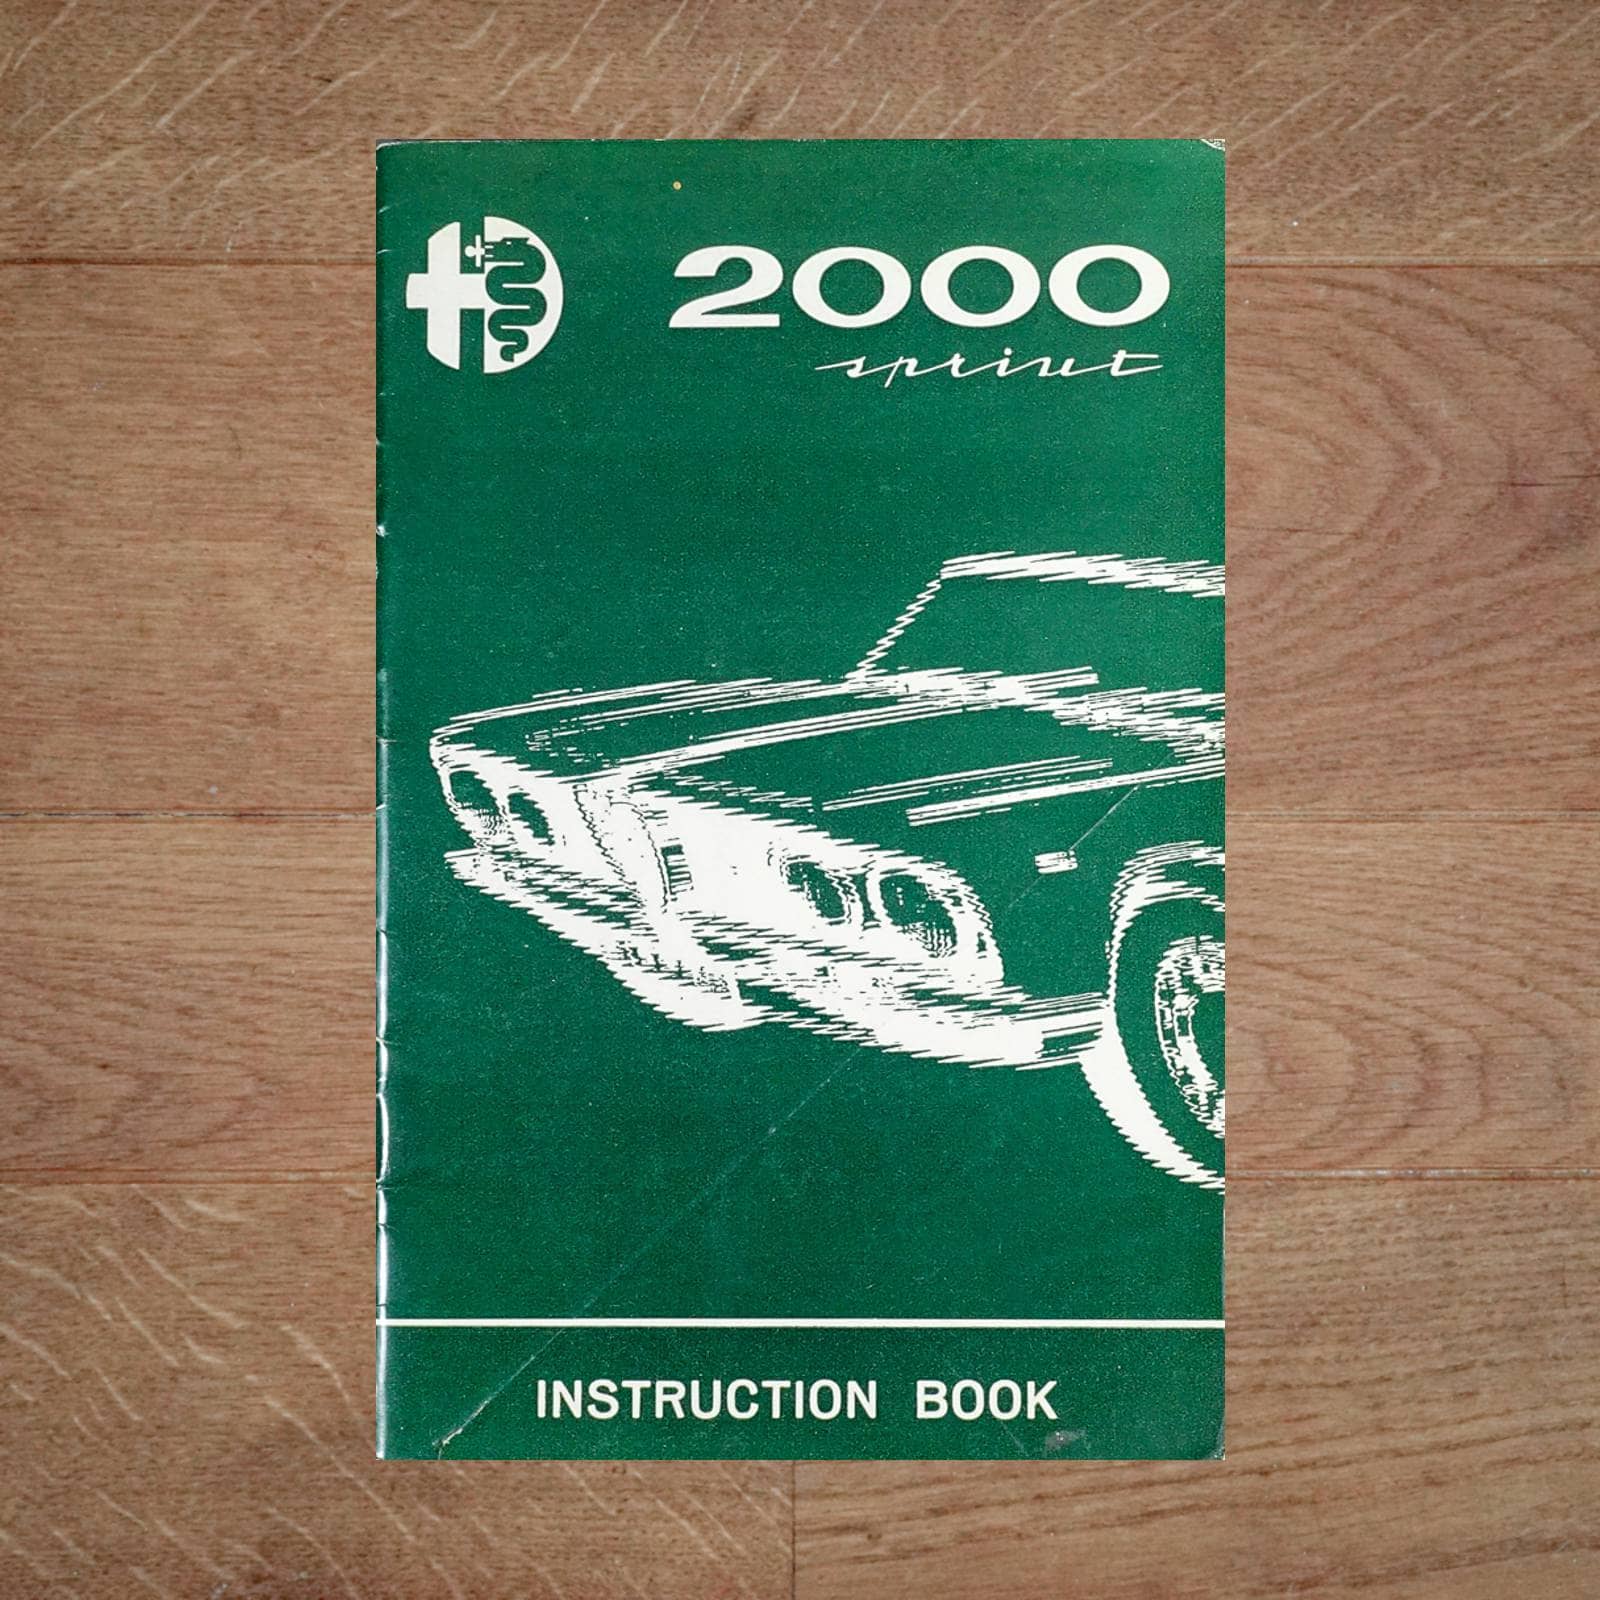 2000
sprint
INSTRUCTION BOOK